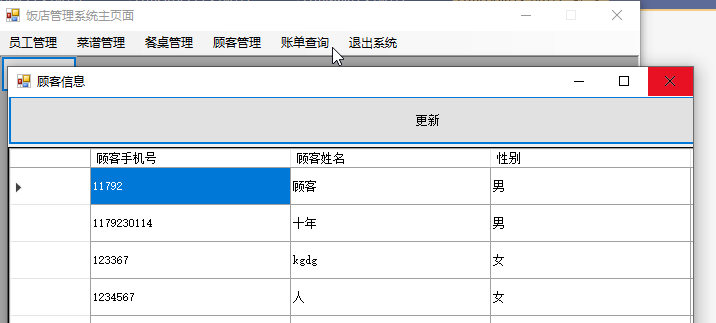 饭店管理系统主页面
员工管理 菜谱管理 餐桌管理 顾客管理 账单查询 退出系统
顾客信息
更新
顾客手机号 顾客姓名 性别
11792 顾客 男
1179230114 十年 男
123367 kgdg 女
1234567 人 女